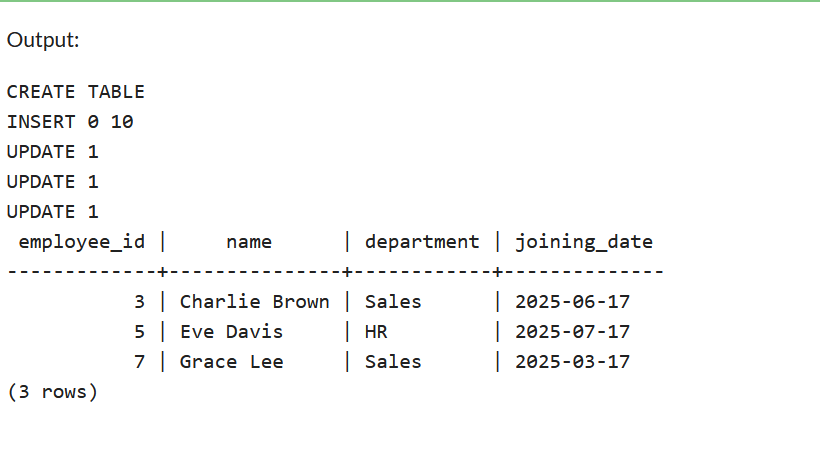 Output:
CREATE TABLE
INSERT 0 10
UPDATE 1
UPDATE 1
UPDATE 1
 employee_id |     name      | department | joining_date
-------------+---------------+------------+--------------
           3 | Charlie Brown | Sales      | 2025-06-17
           5 | Eve Davis     | HR         | 2025-07-17
           7 | Grace Lee     | Sales      | 2025-03-17
(3 rows)